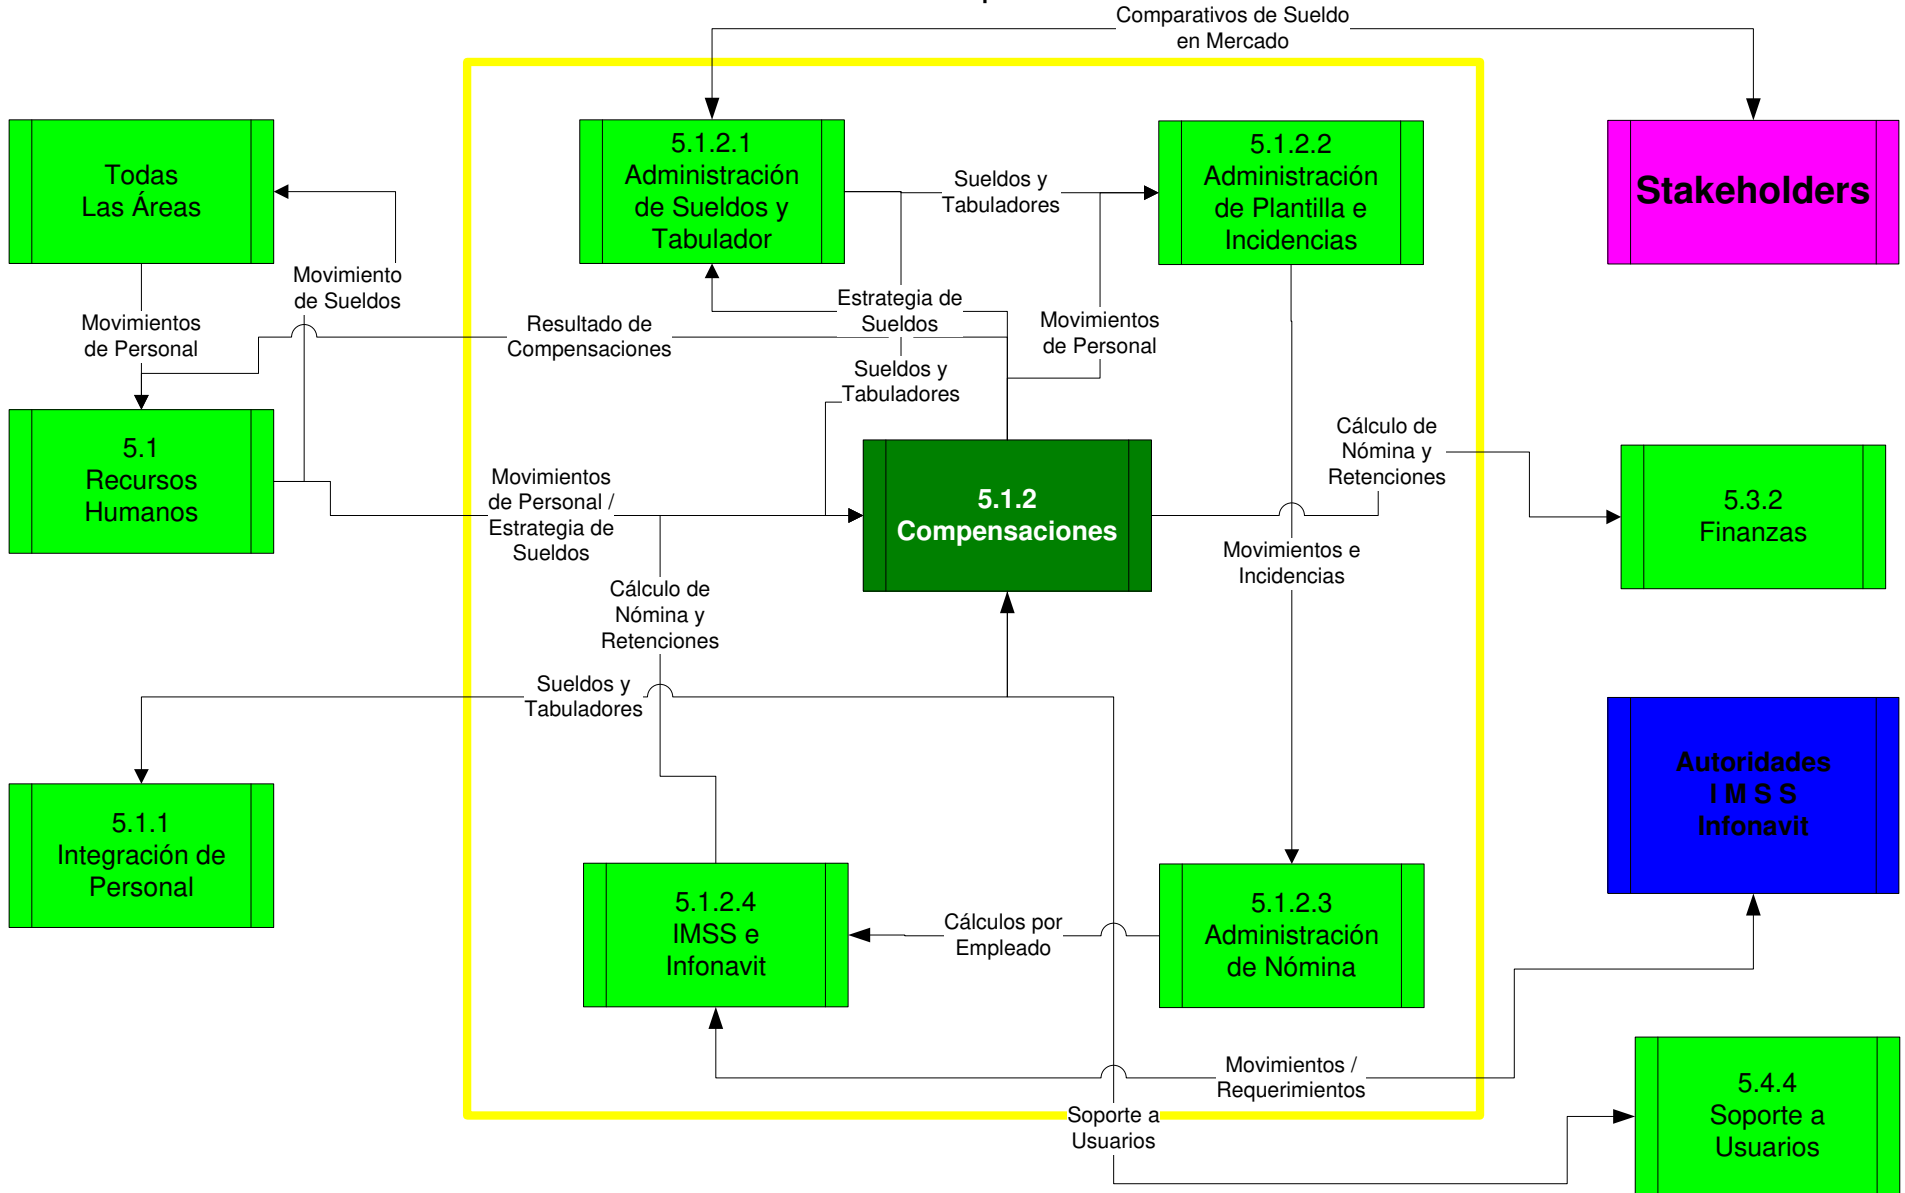 Comparativos de Sueldo
en Mercado
Todas
Las Áreas
5.1.2.1
Administración
de Sueldos y
Tabulador
Sueldos y
Tabuladores
5.1.2.2
Administración
de Plantilla e
Incidencias
Stakeholders
Movimiento
de Sueldos
Movimientos
de Personal
Resultado de
Compensaciones
Estrategia de
Sueldos
Movimientos
de Personal
Sueldos y
Tabuladores
5.1
Recursos
Humanos
Movimientos
de Personal /
Estrategia de
Sueldos
5.1.2
Compensaciones
Cálculo de
Nómina y
Retenciones
5.3.2
Finanzas
Movimientos e
Incidencias
Cálculo de
Nómina y
Retenciones
Sueldos y
Tabuladores
5.1.1
Integración de
Personal
Autoridades
I M S S
Infonavit
5.1.2.4
IMSS e
Infonavit
Cálculos por
Empleado
5.1.2.3
Administración
de Nómina
Movimientos /
Requerimientos
Soporte a
Usuarios
5.4.4
Soporte a
Usuarios